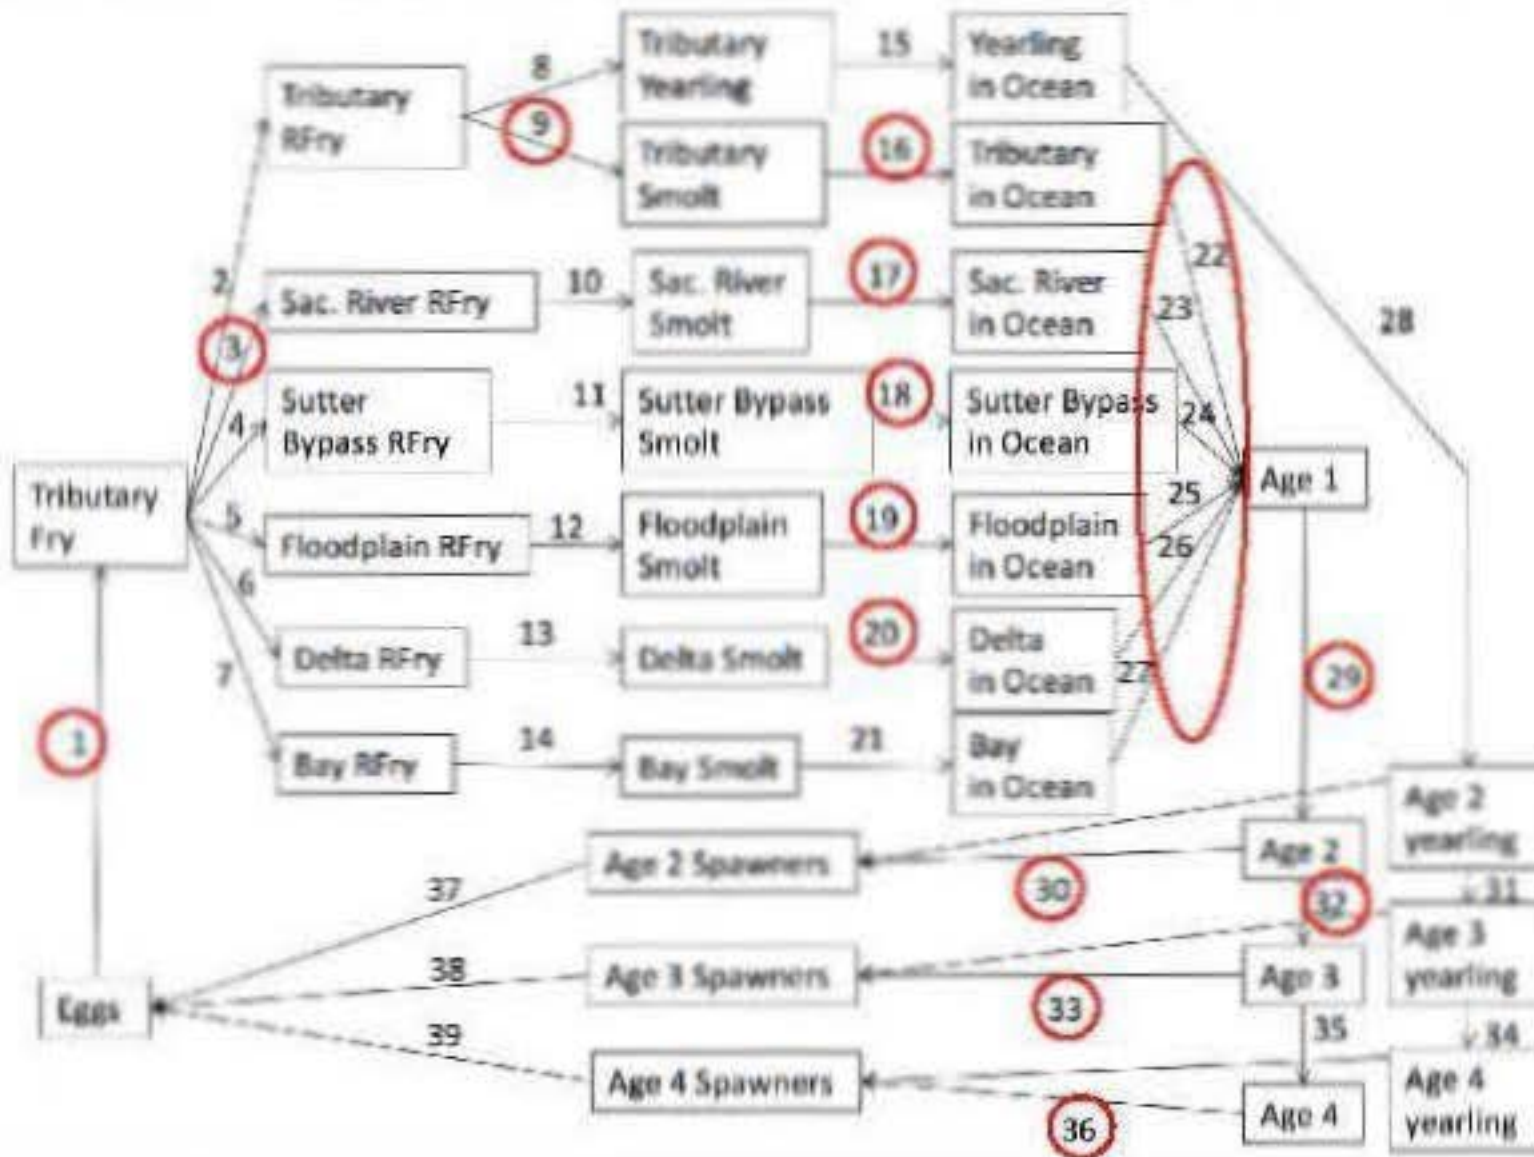 Tributary
Yearling
15
Yearling
in Ocean
8
Tributary
RFry
9
Tributary
Smolt
16
Tributary
in Ocean
2
Sac. River RFry
10
Sac. River
Smolt
17
Sac. River
in Ocean
22
23
28
3
4
Sutter
Bypass RFry
11
Sutter Bypass
Smolt
18
Sutter Bypass
in Ocean
24
Age 1
Tributary
Fry
5
Floodplain RFry
12
Floodplain
Smolt
19
Floodplain
in Ocean
25
26
6
Delta RFry
13
Delta Smolt
20
Delta
in Ocean
27
29
7
1
Bay RFry
14
Bay Smolt
21
Bay
in Ocean
Age 2 Spawners
30
Age 2
Age 2
yearling
37
32
31
38
Age 3 Spawners
33
Age 3
Age 3
yearling
Eggs
39
35
34
Age 4 Spawners
36
Age 4
Age 4
yearling